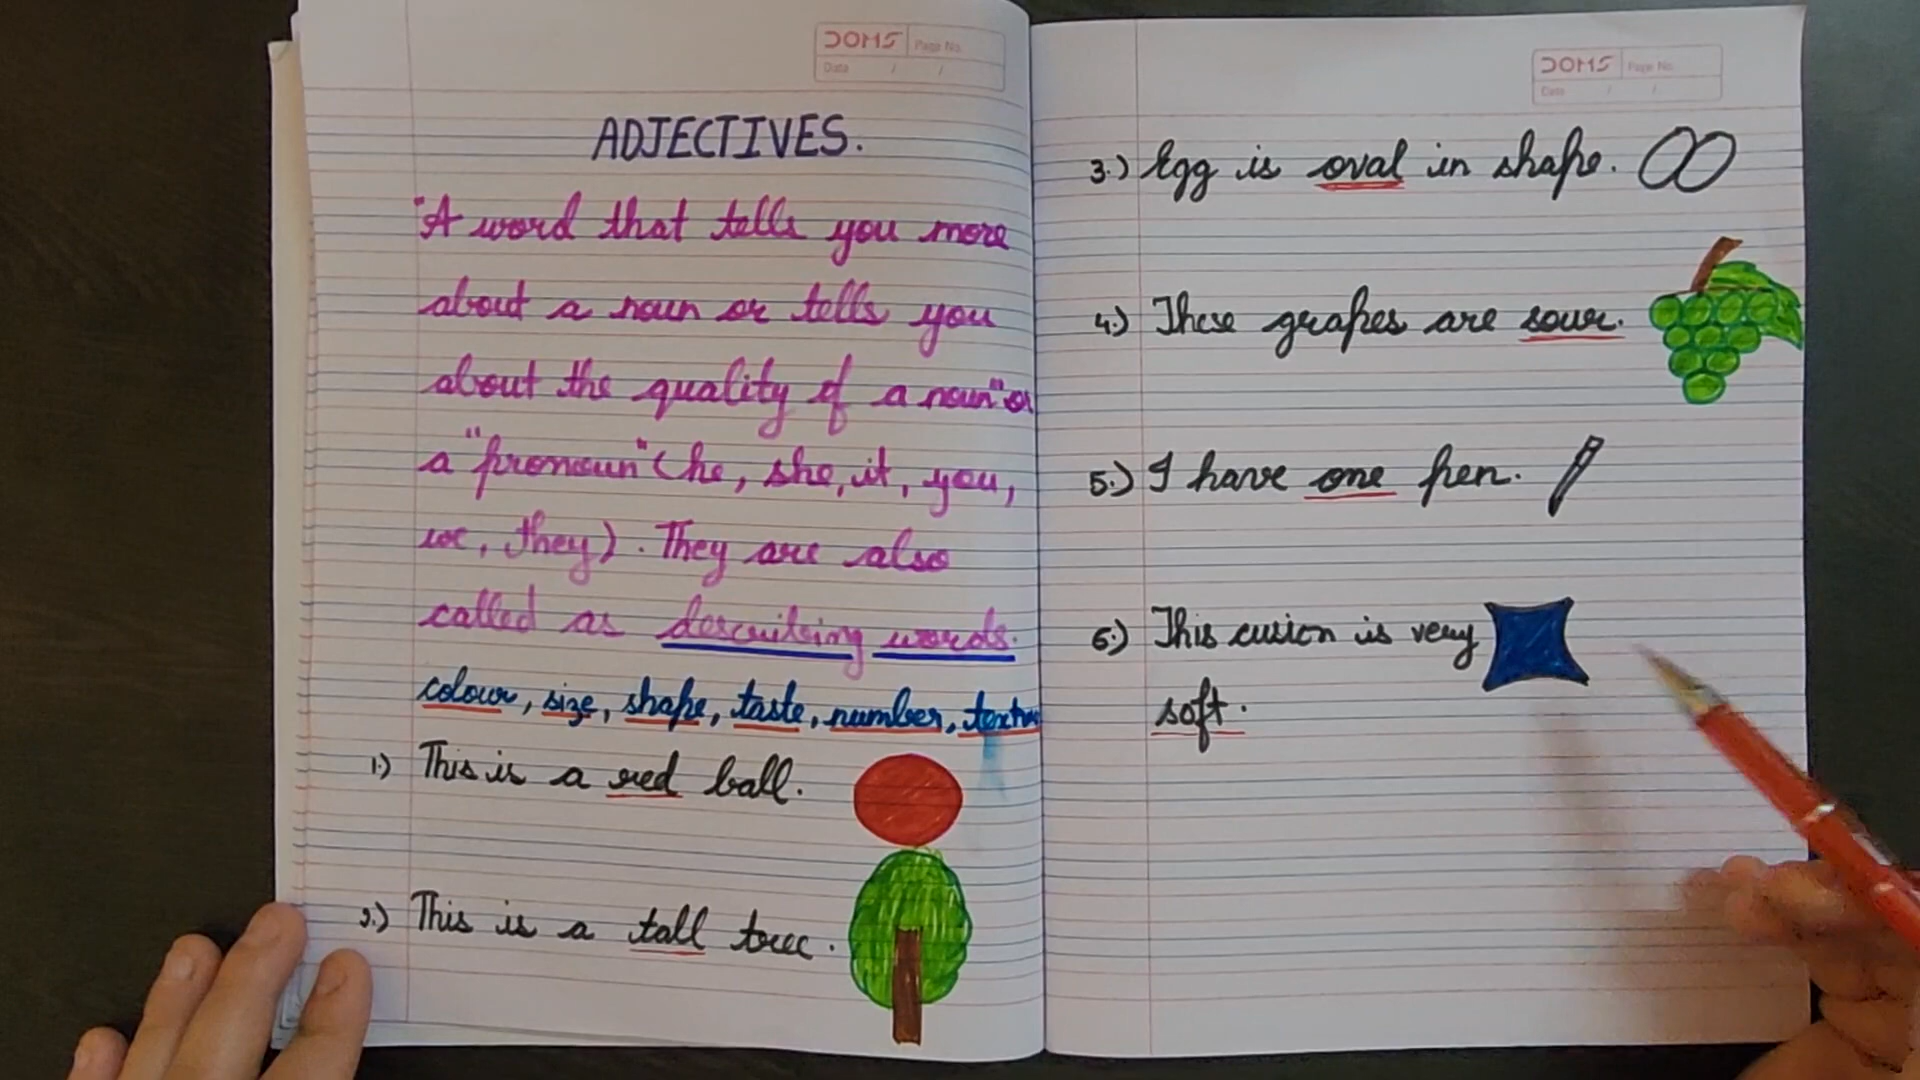 DOMS Page No.
Date / /
ADJECTIVES.
"A word that tells you more
about a noun or tells you
about the quality of a noun" or
a "pronoun" (he, she, it, you,
we, they). They are also
called as describing words.
colour, size, shape, taste, number,
1.) This is a red ball.
2.) This is a tall tree.
DOMS Page No.
Date / /
3.) Egg is oval in shape.
4.) These grapes are sour.
5.) I have one pen.
6.) This cusion is very
soft.